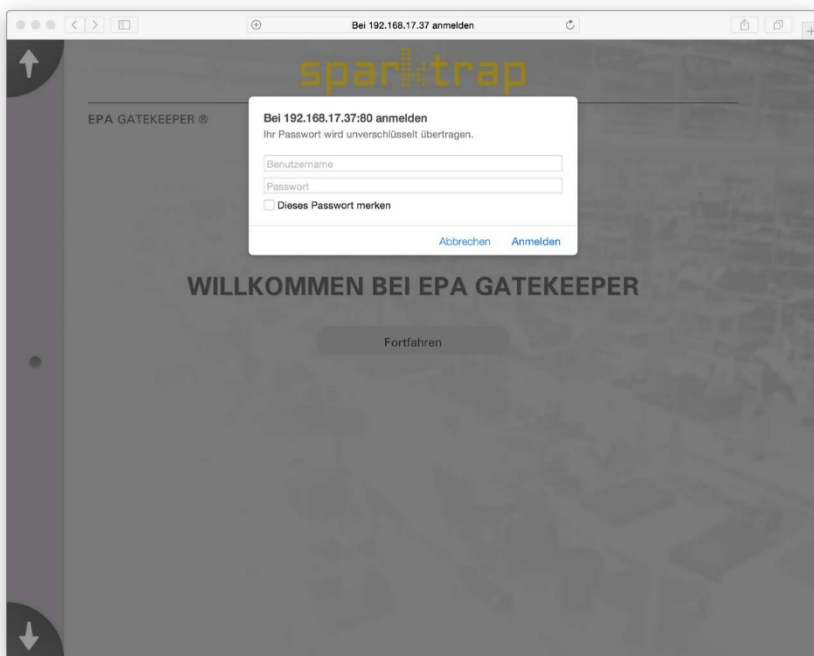 Bei 192.168.17.37 anmelden
sparktrap
EPA GATEKEEPER ®
Bei 192.168.17.37:80 anmelden
Ihr Passwort wird unverschlüsselt übertragen.
Benutzername
Passwort
Dieses Passwort merken
Abbrechen Anmelden
WILLKOMMEN BEI EPA GATEKEEPER
Fortfahren